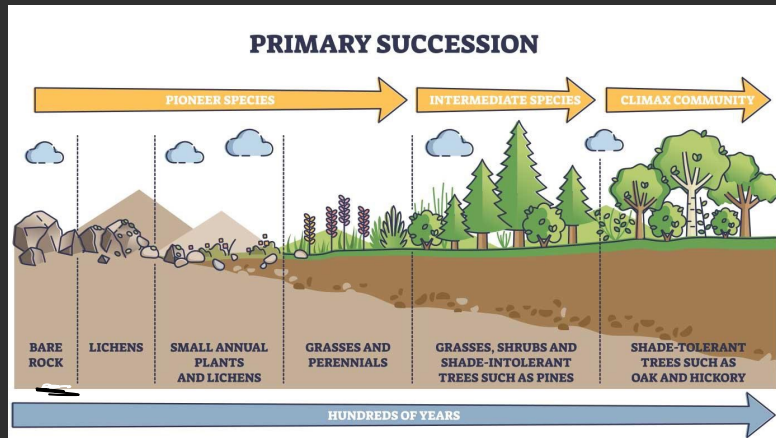 PRIMARY SUCCESSION
PIONEER SPECIES
INTERMEDIATE SPECIES
CLIMAX COMMUNITY
BARE
ROCK
LICHENS
SMALL ANNUAL
PLANTS
AND LICHENS
GRASSES AND
PERENNIALS
GRASSES, SHRUBS AND
SHADE-INTOLERANT
TREES SUCH AS PINES
SHADE-TOLERANT
TREES SUCH AS
OAK AND HICKORY
HUNDREDS OF YEARS